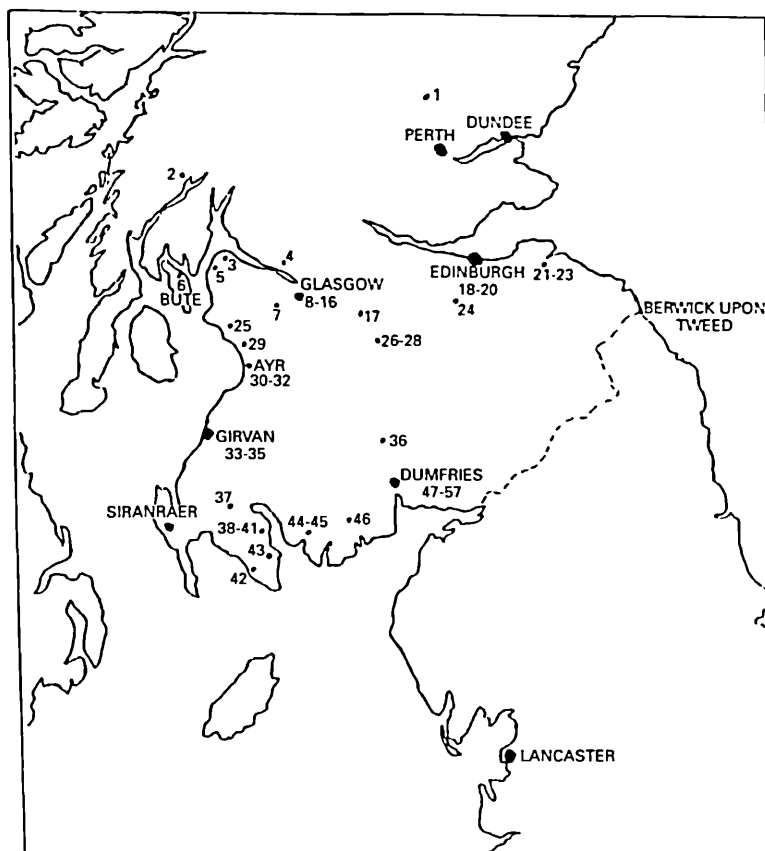 1
PERTH
DUNDEE
2
3
4
5
6
BUTE
GLASGOW
8-16
7
EDINBURGH
18-20
21-23
24
17
BERWICK UPON
TWEED
25
26-28
29
AYR
30-32
GIRVAN
33-35
36
DUMFRIES
47-57
37
SIRANRAER
38-41
44-45
46
43
42
LANCASTER